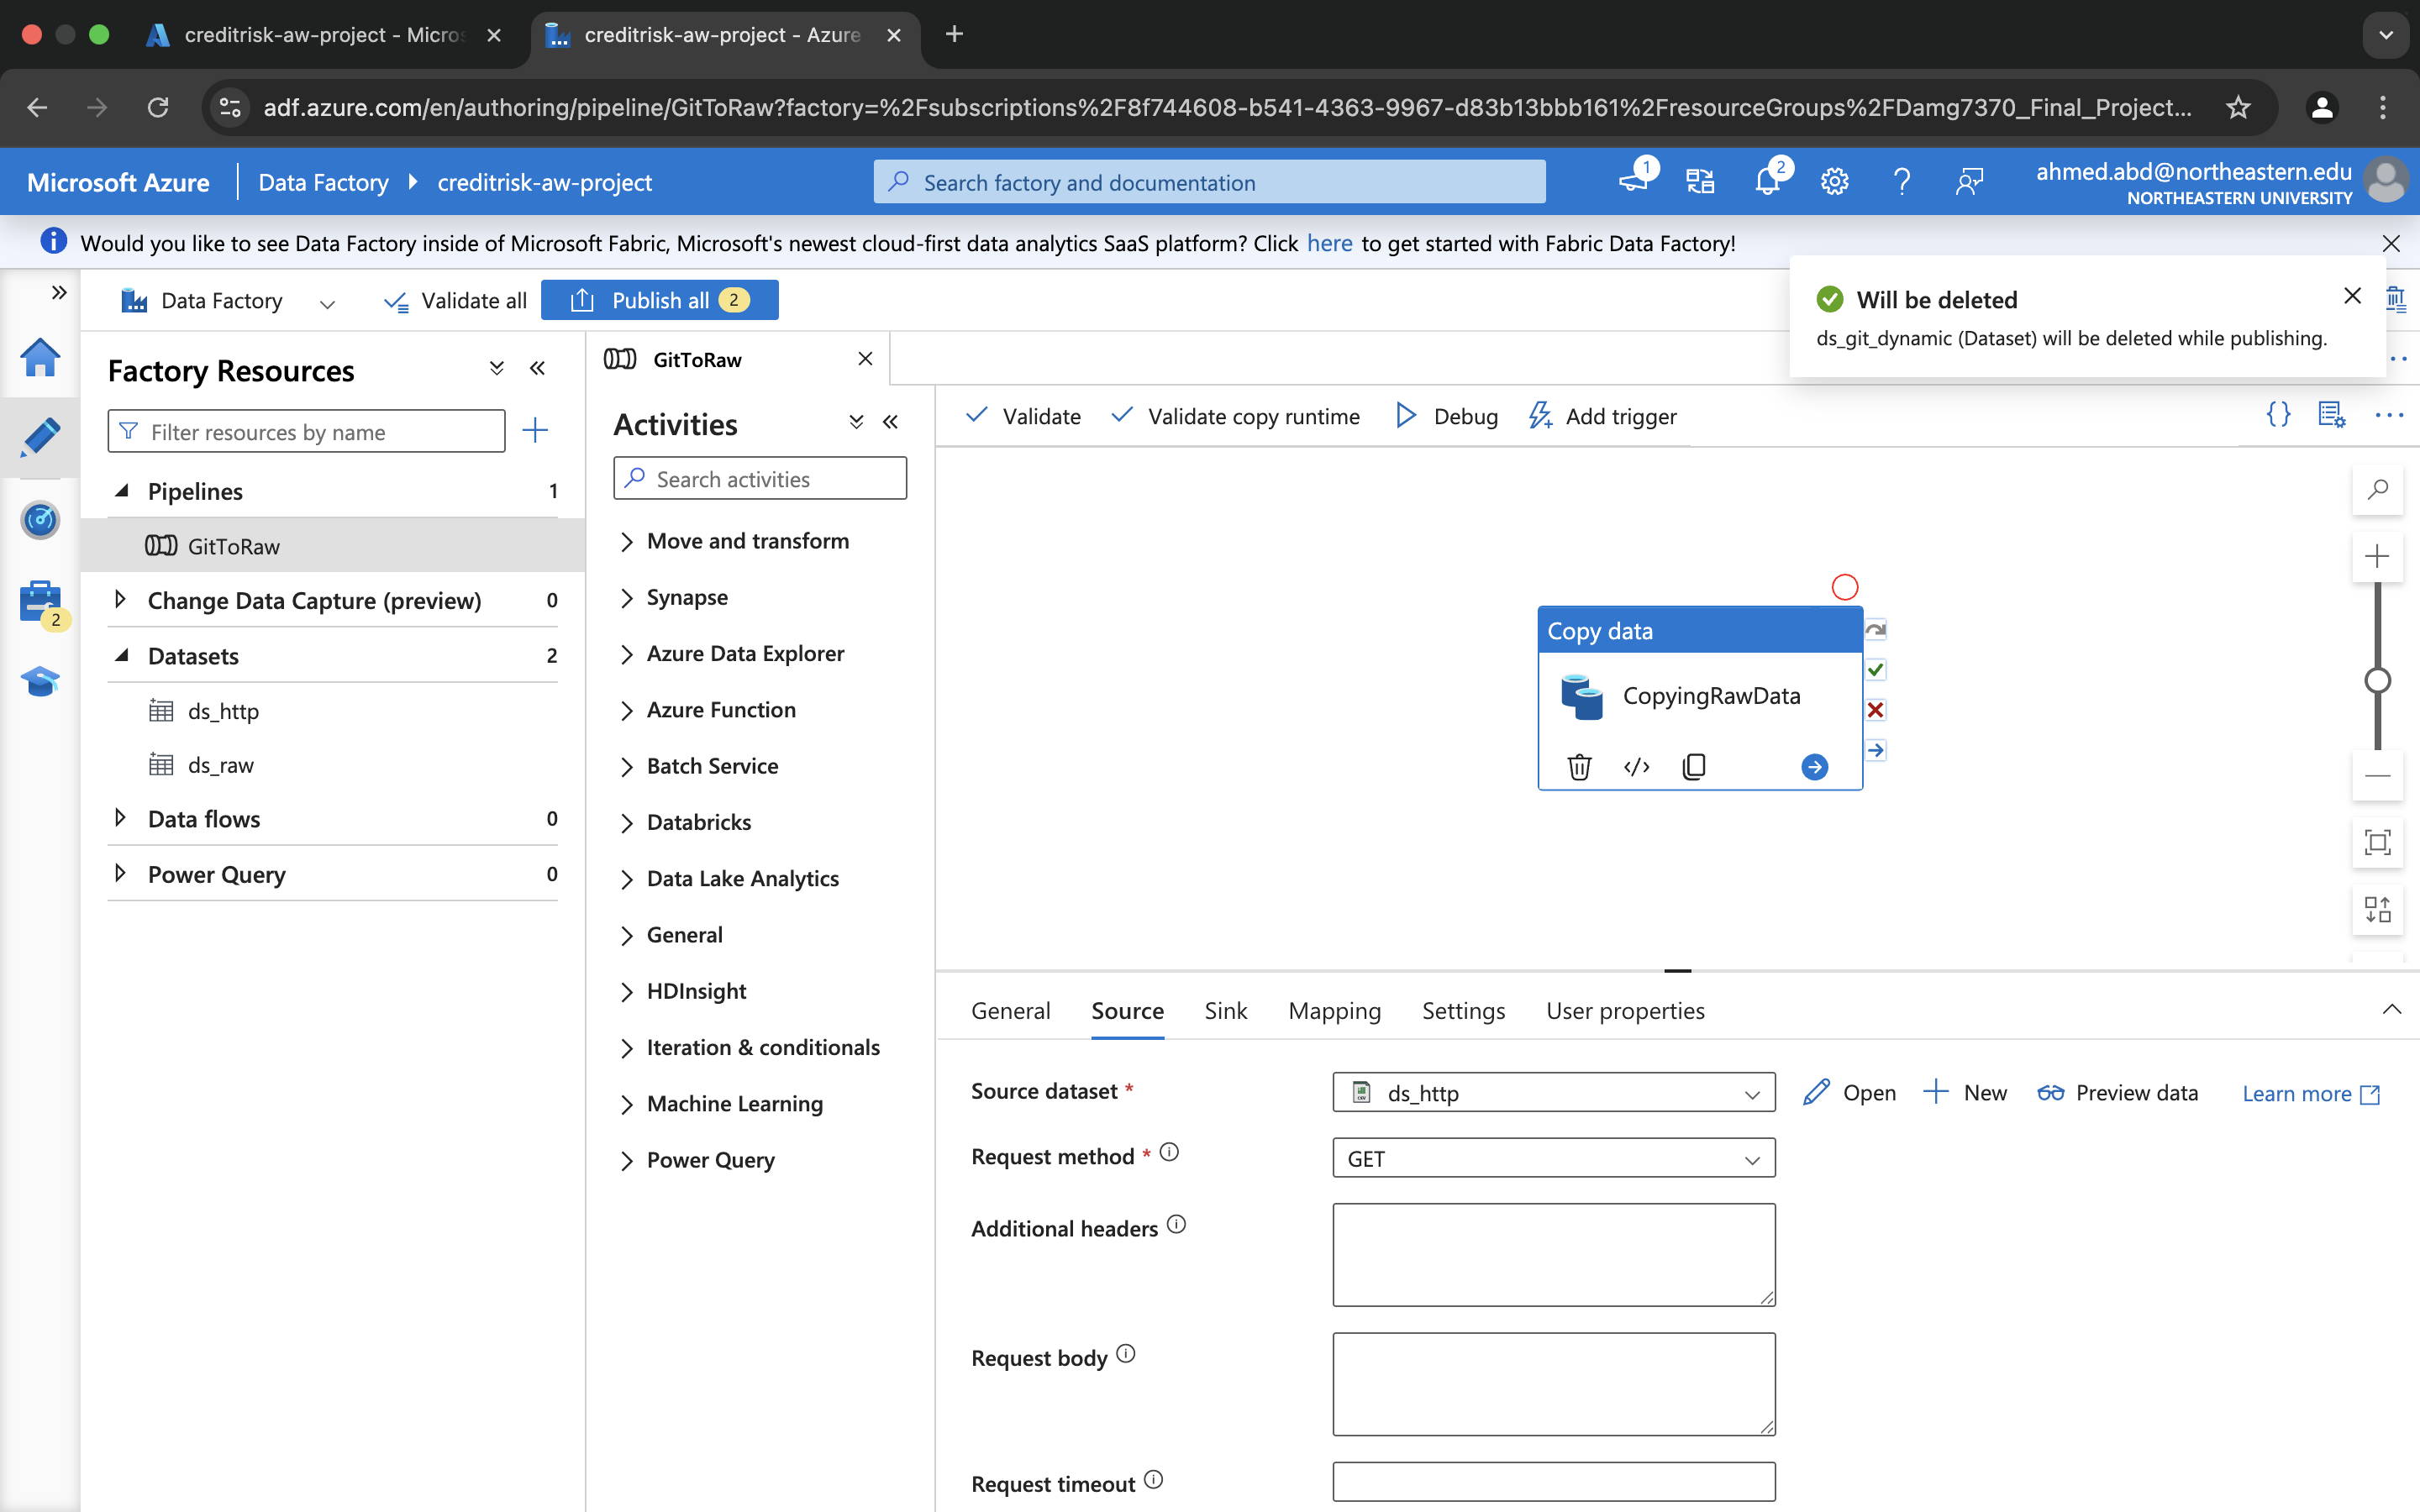 creditrisk-aw-project - Micros
creditrisk-aw-project - Azure
adf.azure.com/en/authoring/pipeline/GitToRaw?factory=%2Fsubscriptions%2F8f744608-b541-4363-9967-d83b13bbb161%2FresourceGroups%2FDamg7370_Final_Project...
Microsoft Azure
Data Factory
creditrisk-aw-project
Search factory and documentation
1
2
ahmed.abd@northeastern.edu
NORTHEASTERN UNIVERSITY
Would you like to see Data Factory inside of Microsoft Fabric, Microsoft's newest cloud-first data analytics SaaS platform? Click here to get started with Fabric Data Factory!
Data Factory
Validate all
Publish all 2
Will be deleted
ds_git_dynamic (Dataset) will be deleted while publishing.
2
Factory Resources
Filter resources by name
Pipelines 1
GitToRaw
Change Data Capture (preview) 0
Datasets 2
ds_http
ds_raw
Data flows 0
Power Query 0
GitToRaw
Activities
Search activities
Move and transform
Synapse
Azure Data Explorer
Azure Function
Batch Service
Databricks
Data Lake Analytics
General
HDInsight
Iteration & conditionals
Machine Learning
Power Query
Validate
Validate copy runtime
Debug
Add trigger
Copy data
CopyingRawData
General
Source
Sink
Mapping
Settings
User properties
Source dataset *
ds_http
Open
New
Preview data
Learn more
Request method *
GET
Additional headers
Request body
Request timeout